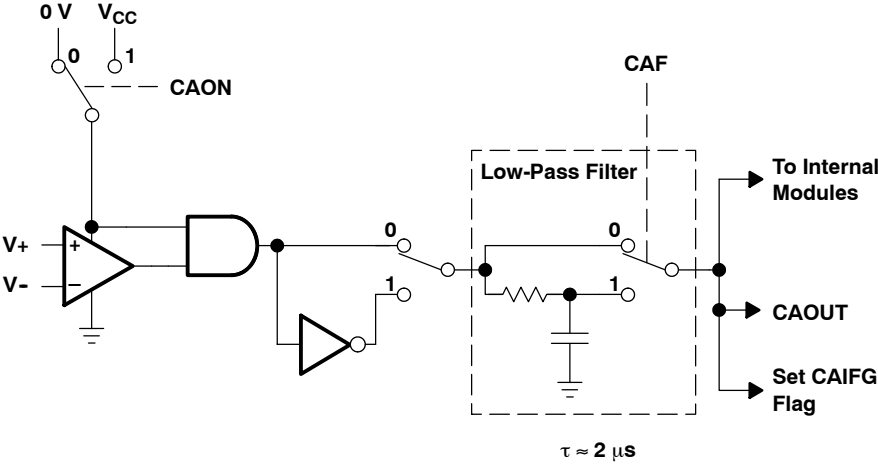 0 V
VCC
0
1
CAON
CAF
Low-Pass Filter
To Internal
Modules
V+
+
V-
−
0
1
0
1
CAOUT
Set CAIFG
Flag
τ ≈ 2 μs